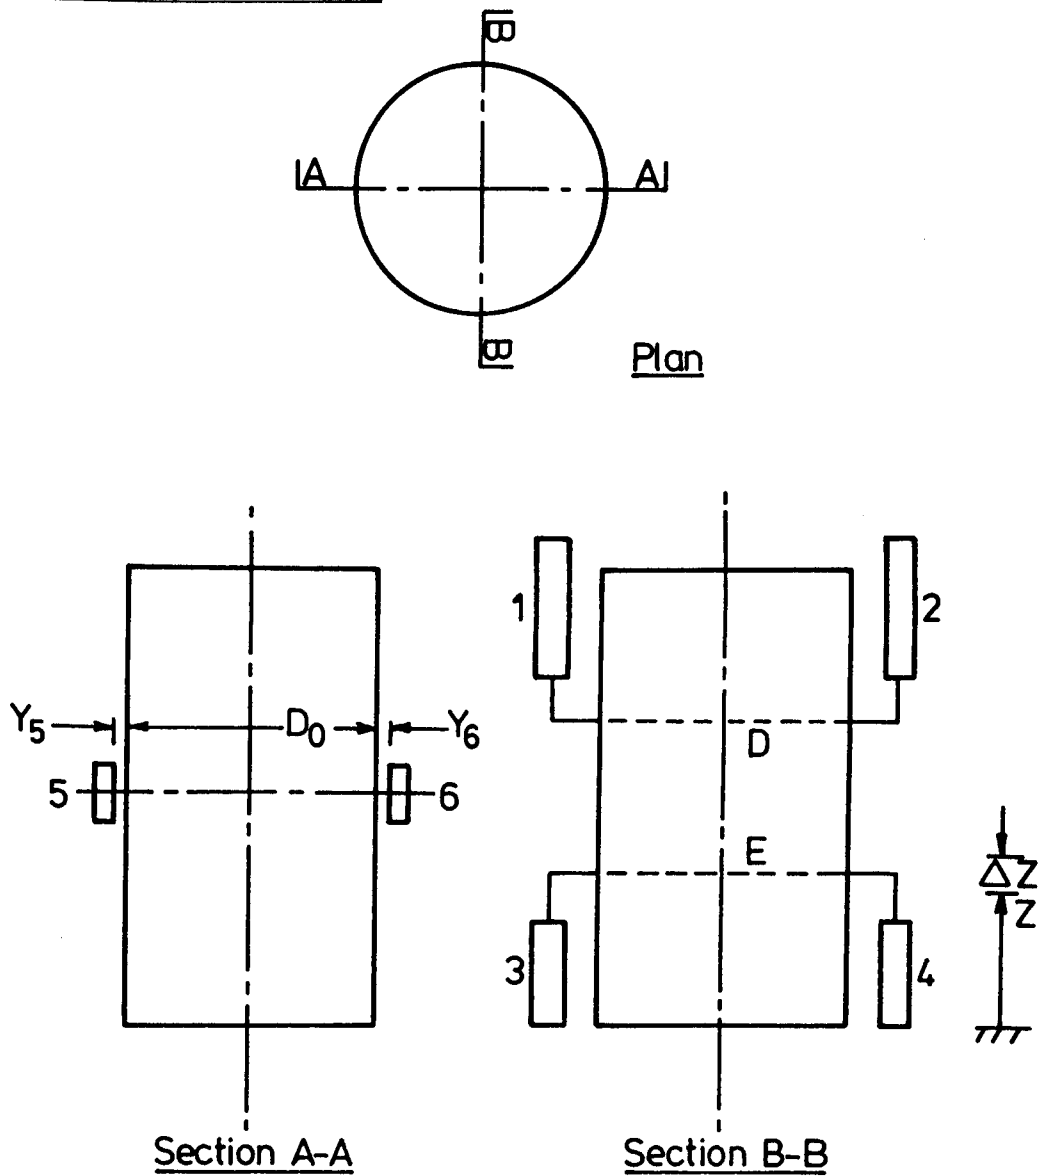 B
A A
B
Plan
1 2
Y5 D0 Y6
D
5 6
E
ΔZ
Z
3 4
Section A-A Section B-B